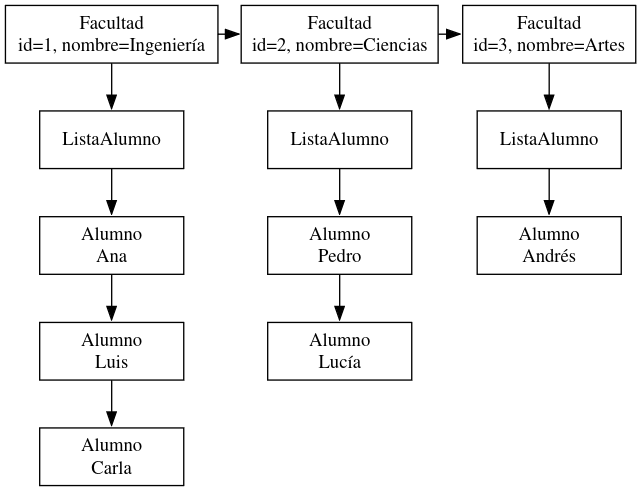 Facultad
id=1, nombre=Ingeniería
Facultad
id=2, nombre=Ciencias
Facultad
id=3, nombre=Artes
ListaAlumno
ListaAlumno
ListaAlumno
Alumno
Ana
Alumno
Pedro
Alumno
Andrés
Alumno
Luis
Alumno
Lucía
Alumno
Carla